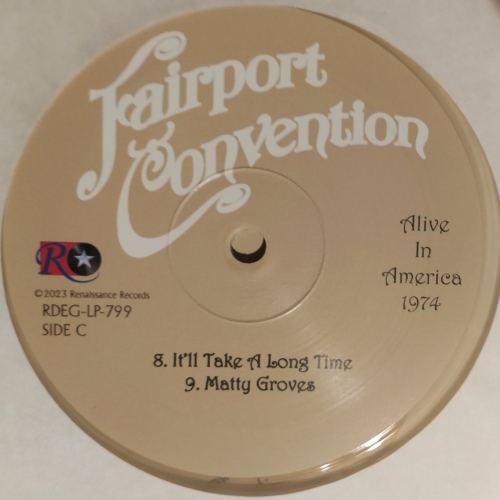 Fairport
Convention
Alive
In
America
1974
R
©2023 Renaissance Records
RDEG-LP-799
SIDE C
8. It'll Take A Long Time
9. Matty Groves